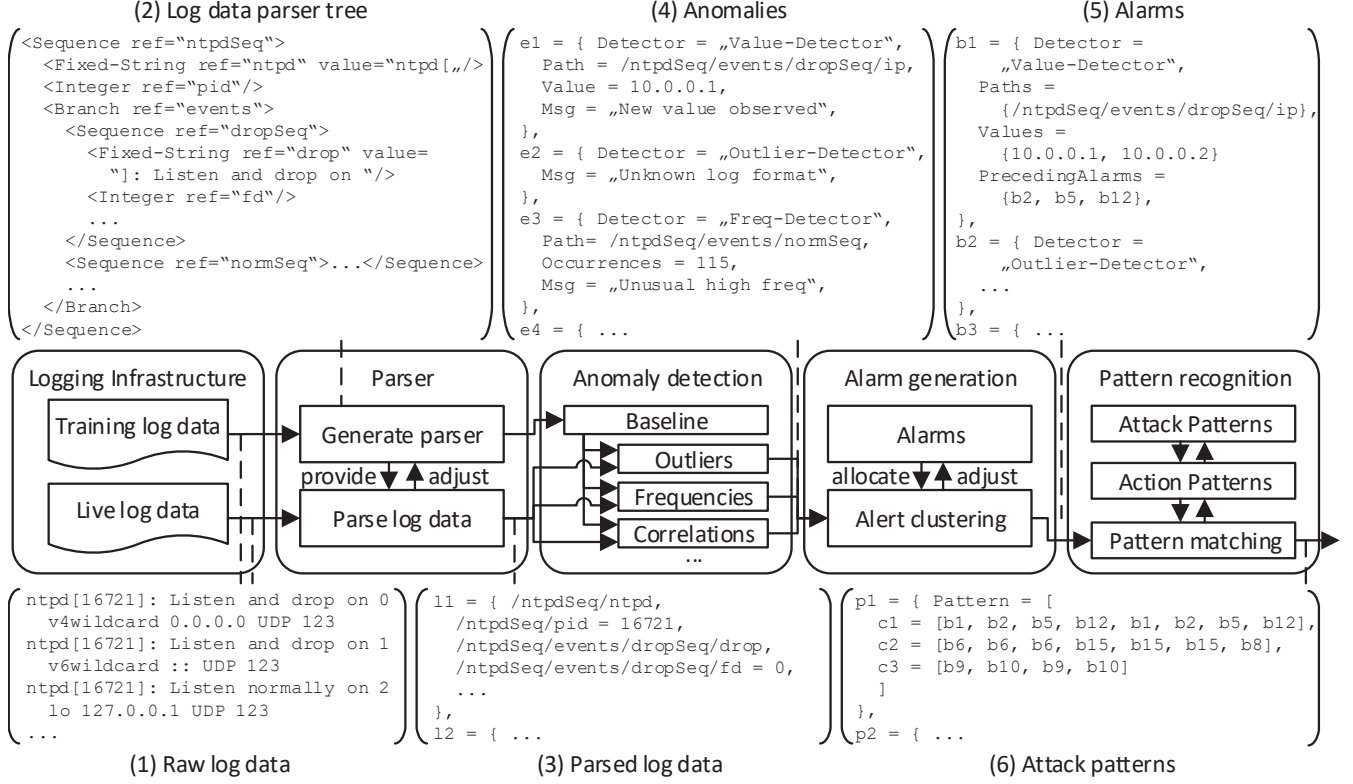 (2) Log data parser tree
<Sequence ref=“ntpdSeq“>
<Fixed-String ref=“ntpd“ value=“ntpd[„/>
<Integer ref=“pid“/>
<Branch ref=“events“>
<Sequence ref=“dropSeq“>
<Fixed-String ref=“drop“ value=
“]: Listen and drop on “/>
<Integer ref=“fd“/>
...
</Sequence>
<Sequence ref=“normSeq“>...</Sequence>
...
</Branch>
</Sequence>
(4) Anomalies
e1 = { Detector = „Value-Detector“,
Path = /ntpdSeq/events/dropSeq/ip,
Value = 10.0.0.1,
Msg = „New value observed“,
},
e2 = { Detector = „Outlier-Detector“,
Msg = „Unknown log format“,
},
e3 = { Detector = „Freq-Detector“,
Path= /ntpdSeq/events/normSeq,
Occurrences = 115,
Msg = „Unusual high freq“,
},
e4 = { ...
(5) Alarms
b1 = { Detector =
„Value-Detector“,
Paths =
{/ntpdSeq/events/dropSeq/ip},
Values =
{10.0.0.1, 10.0.0.2}
PrecedingAlarms =
{b2, b5, b12},
},
b2 = { Detector =
„Outlier-Detector“,
...
},
b3 = { ...
Logging Infrastructure
Training log data
Live log data
Parser
Generate parser
provide
adjust
Parse log data
Anomaly detection
Baseline
Outliers
Frequencies
Correlations
...
Alarm generation
Alarms
allocate
adjust
Alert clustering
Pattern recognition
Attack Patterns
Action Patterns
Pattern matching
ntpd[16721]: Listen and drop on 0
v4wildcard 0.0.0.0 UDP 123
ntpd[16721]: Listen and drop on 1
v6wildcard :: UDP 123
ntpd[16721]: Listen normally on 2
lo 127.0.0.1 UDP 123
...
(1) Raw log data
l1 = { /ntpdSeq/ntpd,
/ntpdSeq/pid = 16721,
/ntpdSeq/events/dropSeq/drop,
/ntpdSeq/events/dropSeq/fd = 0,
...
},
l2 = { ...
(3) Parsed log data
p1 = { Pattern = [
c1 = [b1, b2, b5, b12, b1, b2, b5, b12],
c2 = [b6, b6, b6, b15, b15, b15, b8],
c3 = [b9, b10, b9, b10]
]
},
p2 = { ...
(6) Attack patterns